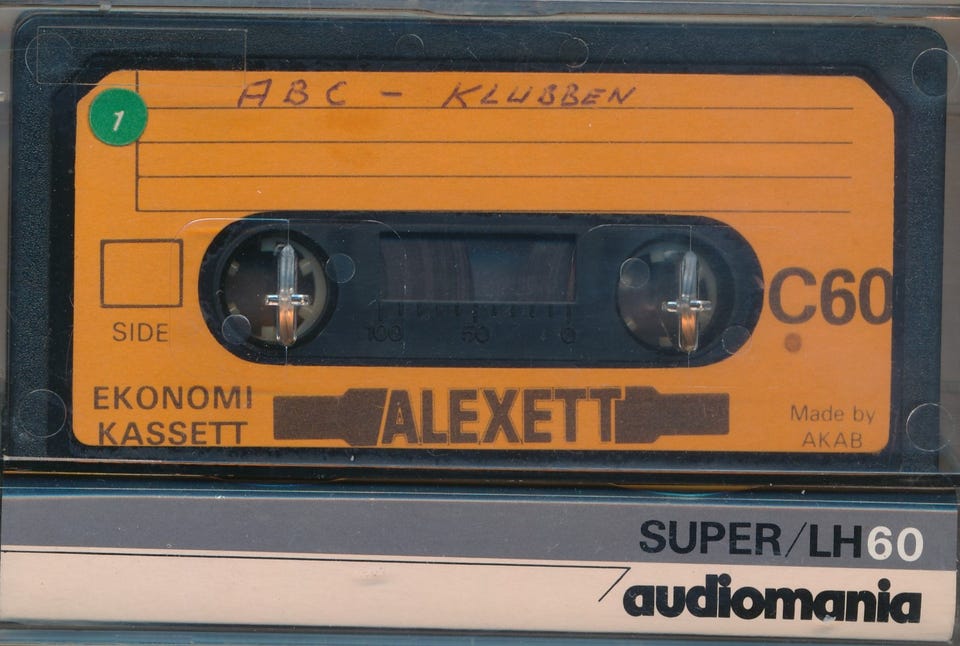 ABC - KLUBBEN
1
SIDE
100 50 0
C60
EKONOMI
KASSETT
ALEXETT
Made by
AKAB
SUPER/LH60
audiomania